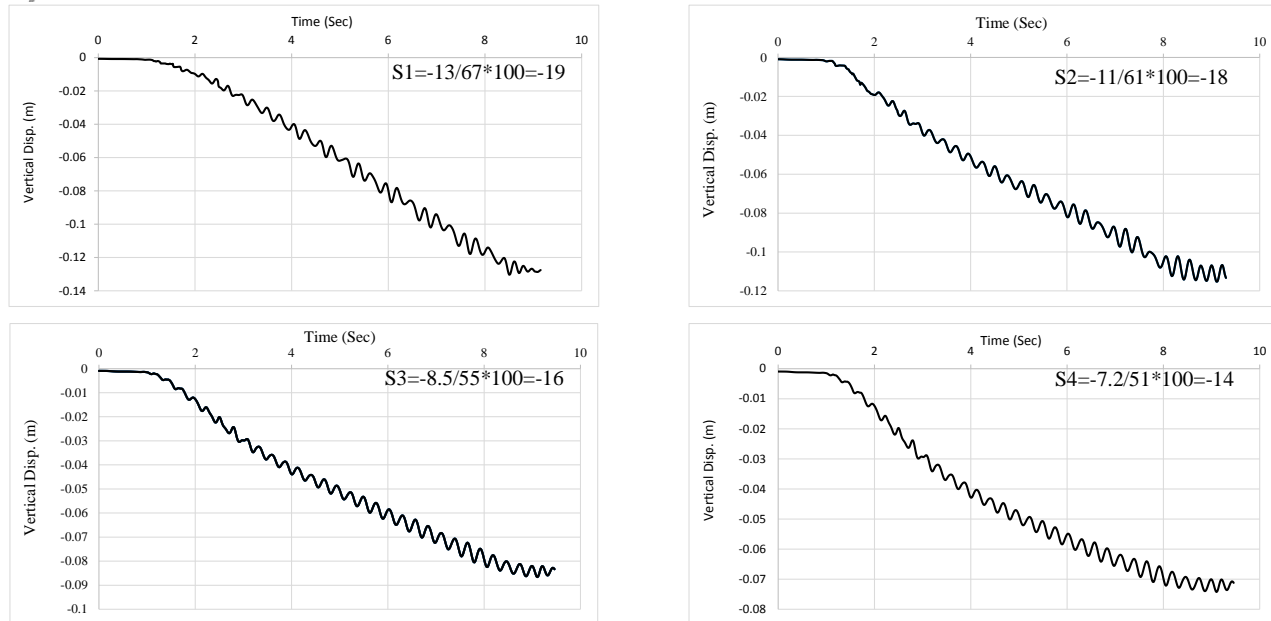 Time (Sec)
0 2 4 6 8 10
S1=-13/67*100=-19
Vertical Disp. (m)
0
-0.02
-0.04
-0.06
-0.08
-0.1
-0.12
-0.14
Time (Sec)
0 2 4 6 8 10
S2=-11/61*100=-18
Vertical Disp. (m)
0
-0.02
-0.04
-0.06
-0.08
-0.1
-0.12
Time (Sec)
0 2 4 6 8 10
S3=-8.5/55*100=-16
Vertical Disp. (m)
0
-0.01
-0.02
-0.03
-0.04
-0.05
-0.06
-0.07
-0.08
-0.09
-0.1
Time (Sec)
0 2 4 6 8 10
S4=-7.2/51*100=-14
Vertical Disp. (m)
0
-0.01
-0.02
-0.03
-0.04
-0.05
-0.06
-0.07
-0.08